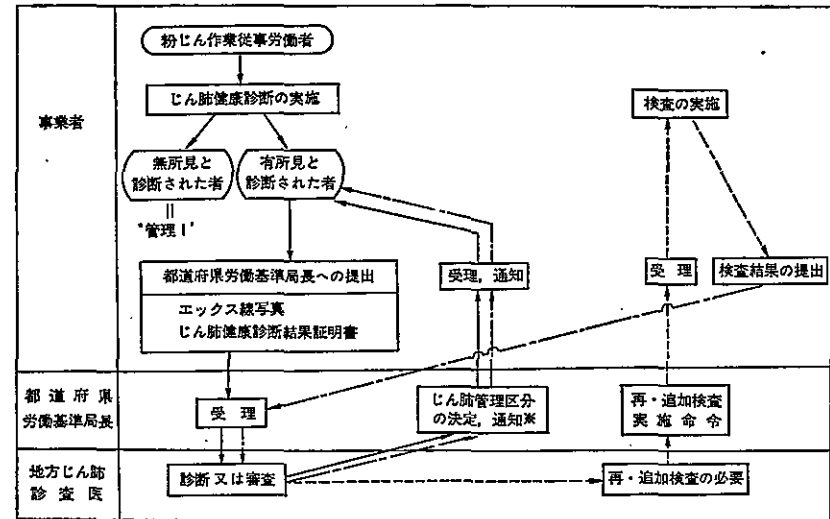 事業者
粉じん作業従事労働者
じん肺健康診断の実施
無所見と
診断された者
||
"管理Ⅰ"
有所見と
診断された者
都道府県労働基準局長への提出
エックス線写真
じん肺健康診断結果証明書
受理,通知
検査の実施
受理
検査結果の提出
都道府県
労働基準局長
受理
じん肺管理区分
の決定,通知※
再・追加検査
実施命令
地方じん肺
診査医
診断又は審査
再・追加検査の必要